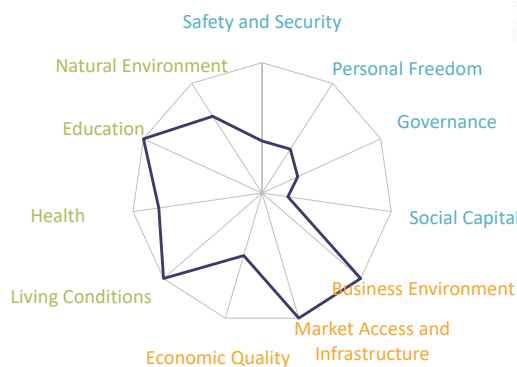 Safety and Security
Natural Environment
Personal Freedom
Education
Governance
Health
Social Capital
Living Conditions
Business Environment
Market Access and
Infrastructure
Economic Quality